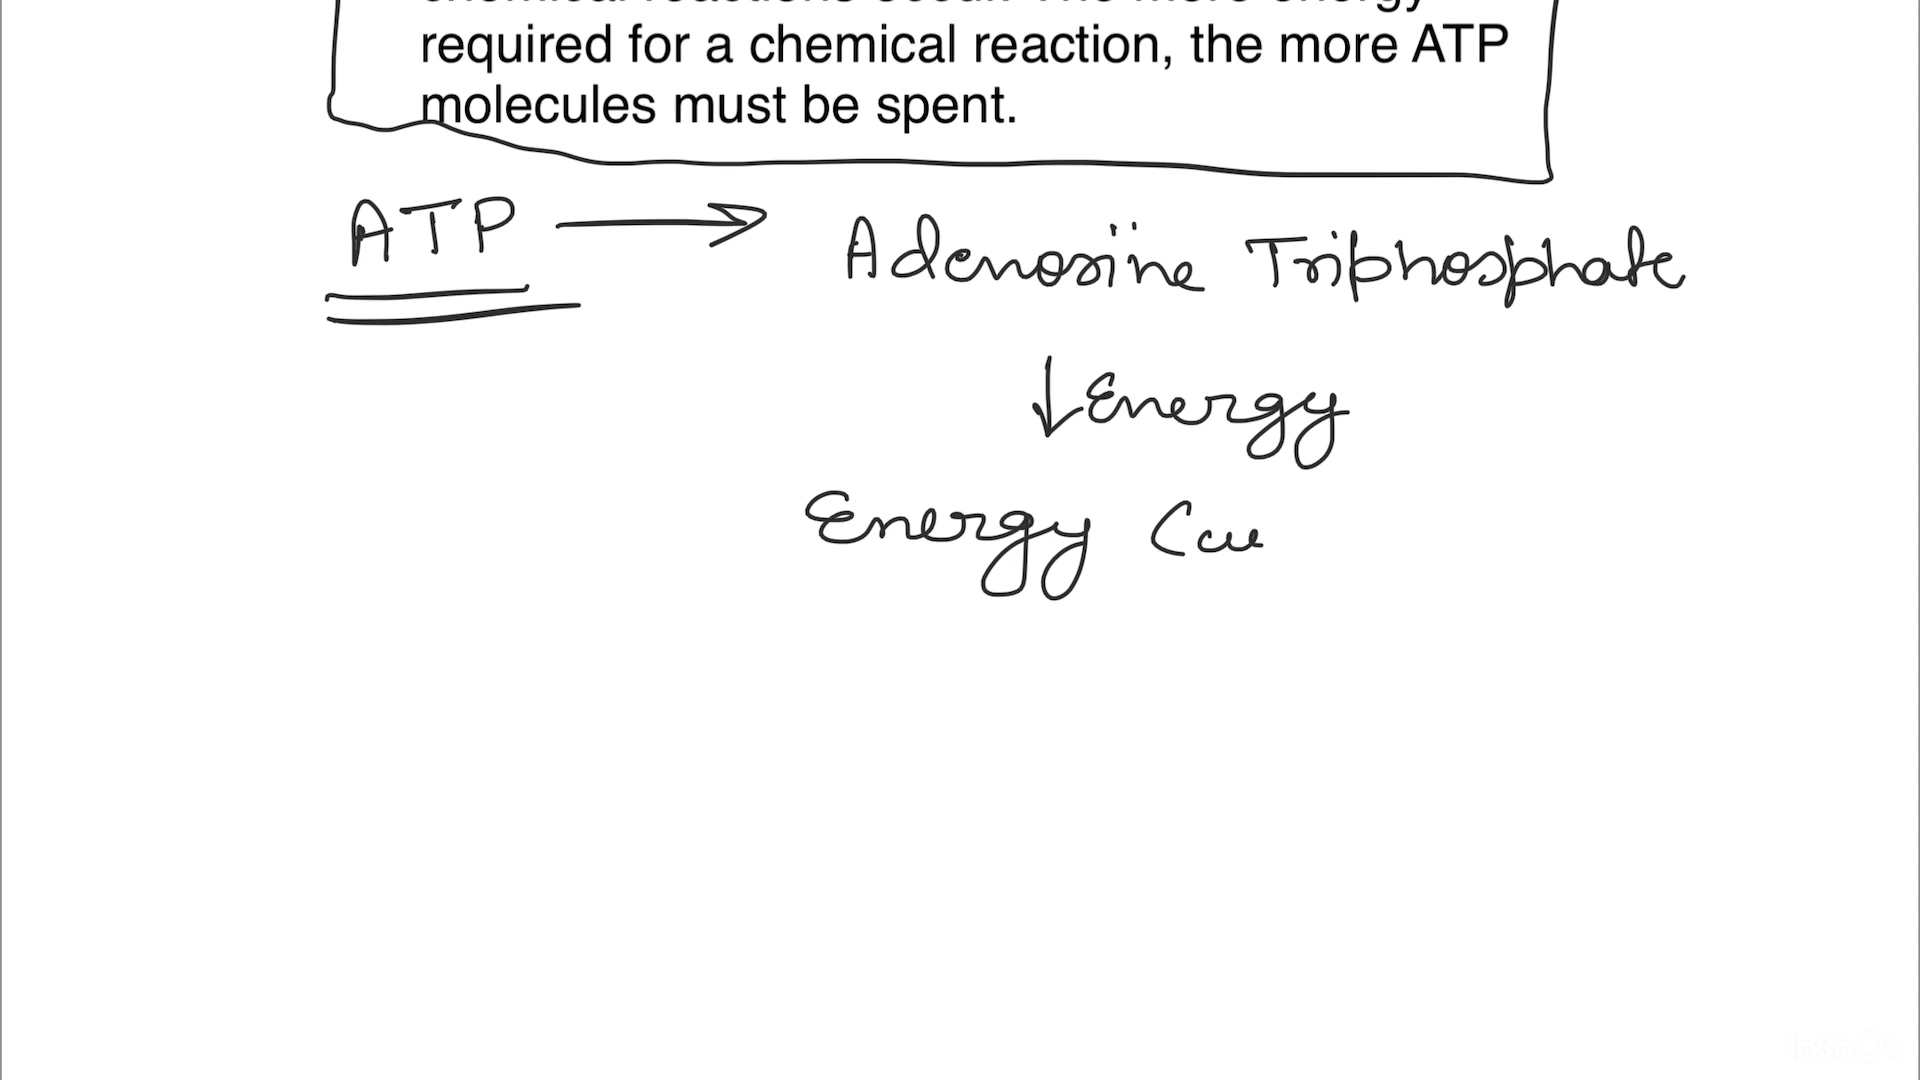 required for a chemical reaction, the more ATP
molecules must be spent.
ATP → Adenosine Triphosphate
↓ Energy
Energy